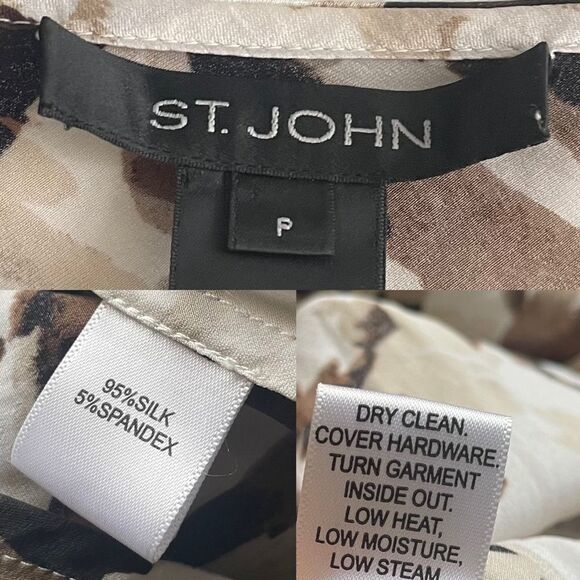 ST. JOHN
P
95%SILK
5%SPANDEX
DRY CLEAN.
COVER HARDWARE.
TURN GARMENT
INSIDE OUT.
LOW HEAT,
LOW MOISTURE,
LOW STEAM